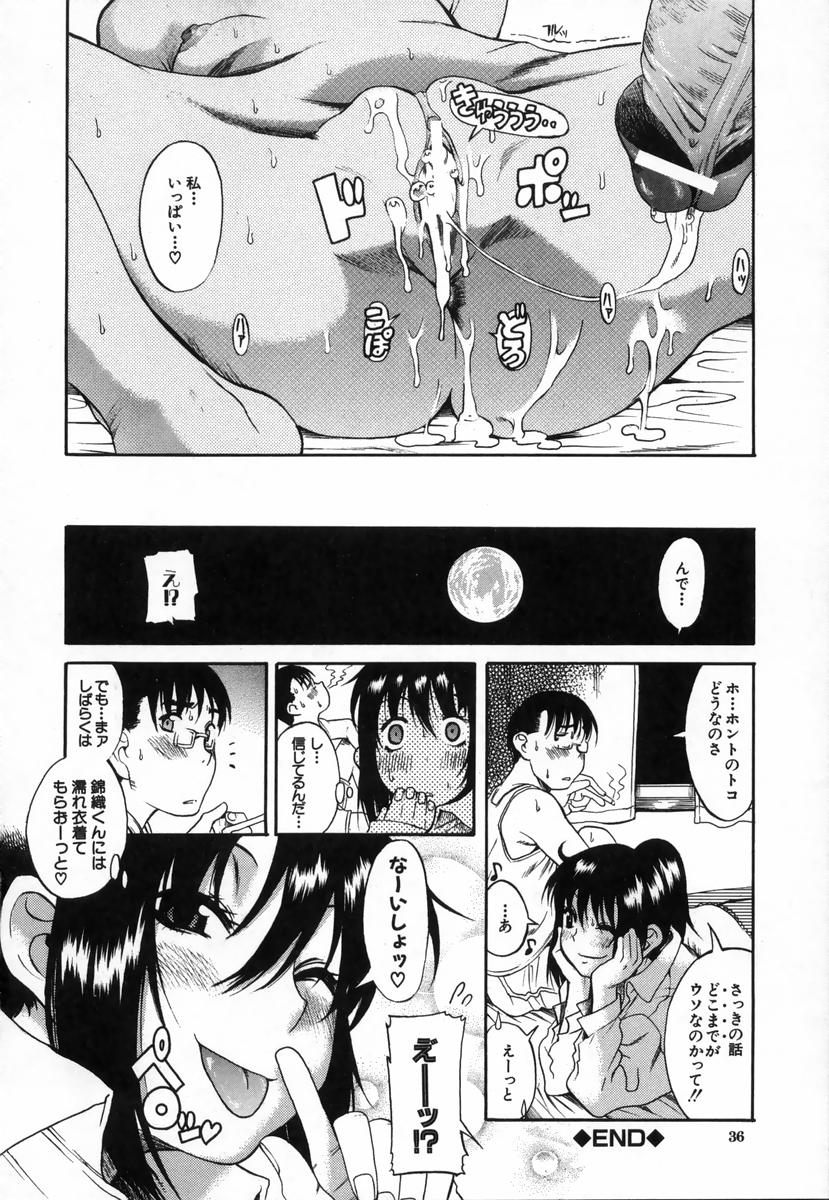 フルッ
きゅううう‥
私…
いっぱい…♡
ド
ポッ
ハァ
ハァ
ハッ
こぽ
どろ
んで…
え!?
ホ…ホントのトコ
どうなのさ
…あ
さっきの話
どこまでが
ウソなのかって!!
えーっと
し…
信じてるんだ…
でも…まァ
しばらくは
錦織くんには
濡れ衣着て
もらおーっと♡
なーいしょッ♡
えーッ!?
ペロ♡
◆END◆
36